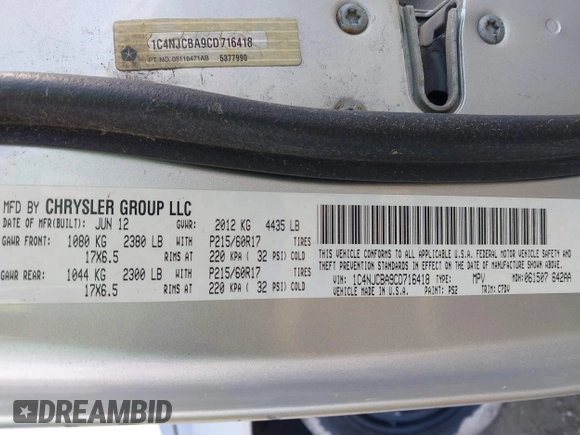 1C4NJCBA9CD716418
PT NO. 05116471AB 5377990
MFD BY CHRYSLER GROUP LLC
DATE OF MFR(BUILT): JUN 12 GVWR: 2012 KG 4435 LB
GAWR FRONT: 1080 KG 2380 LB WITH P215/60R17 TIRES
17X6.5 RIMS AT 220 KPA ( 32 PSI) COLD
GAWR REAR: 1044 KG 2300 LB WITH P215/60R17 TIRES
17X6.5 RIMS AT 220 KPA ( 32 PSI) COLD
THIS VEHICLE CONFORMS TO ALL APPLICABLE U.S.A. FEDERAL MOTOR VEHICLE SAFETY AND
THEFT PREVENTION STANDARDS IN EFFECT ON THE DATE OF MANUFACTURE SHOWN ABOVE
VIN: 1C4NJCBA9CD716418 TYPE: MPV MDH: 061507 642AA
VEHICLE MADE IN U.S.A. PAINT: PS2 TRIM: CTDV
DREAMBID